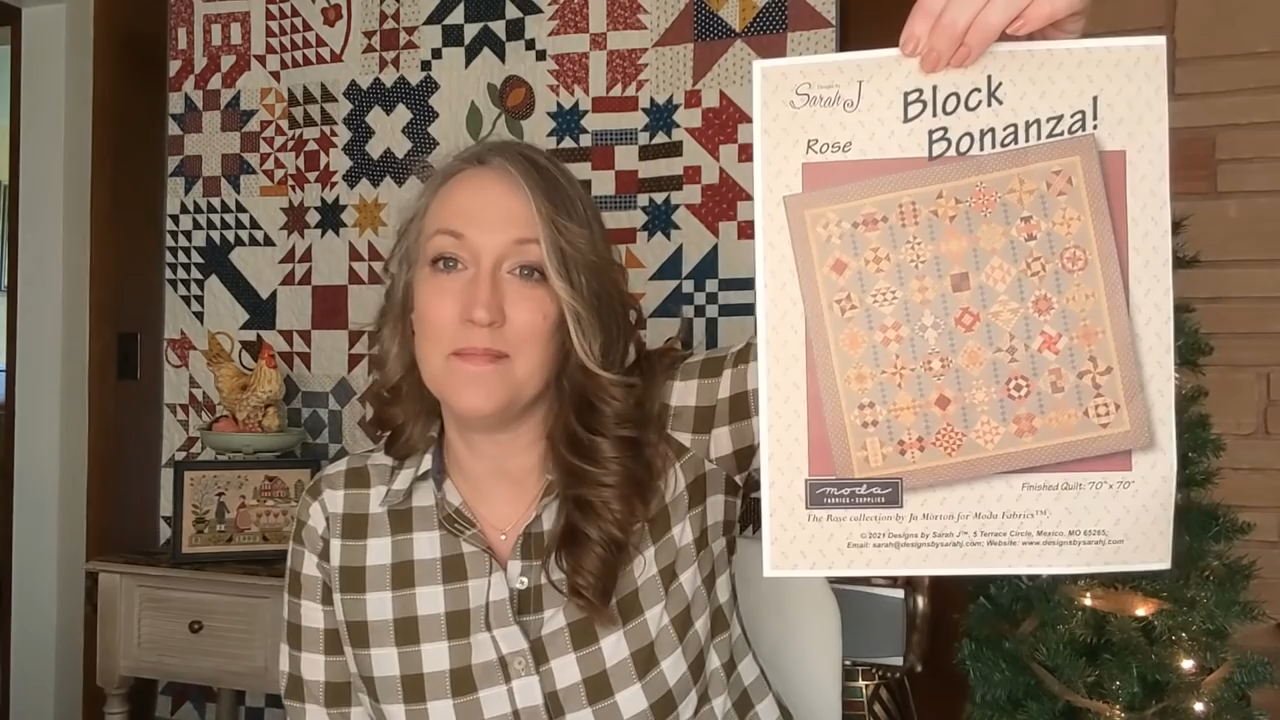 Designs by
Sarah J
Block
Bonanza!
Rose
moda
FABRICS + SUPPLIES
Finished Quilt: 70" x 70"
The Rose collection by Jo Morton for Moda Fabrics™.
© 2021 Designs by Sarah J™, 5 Terrace Circle, Mexico, MO 65265;
Email: sarah@designsbysarahj.com; Website: www.designsbysarahj.com